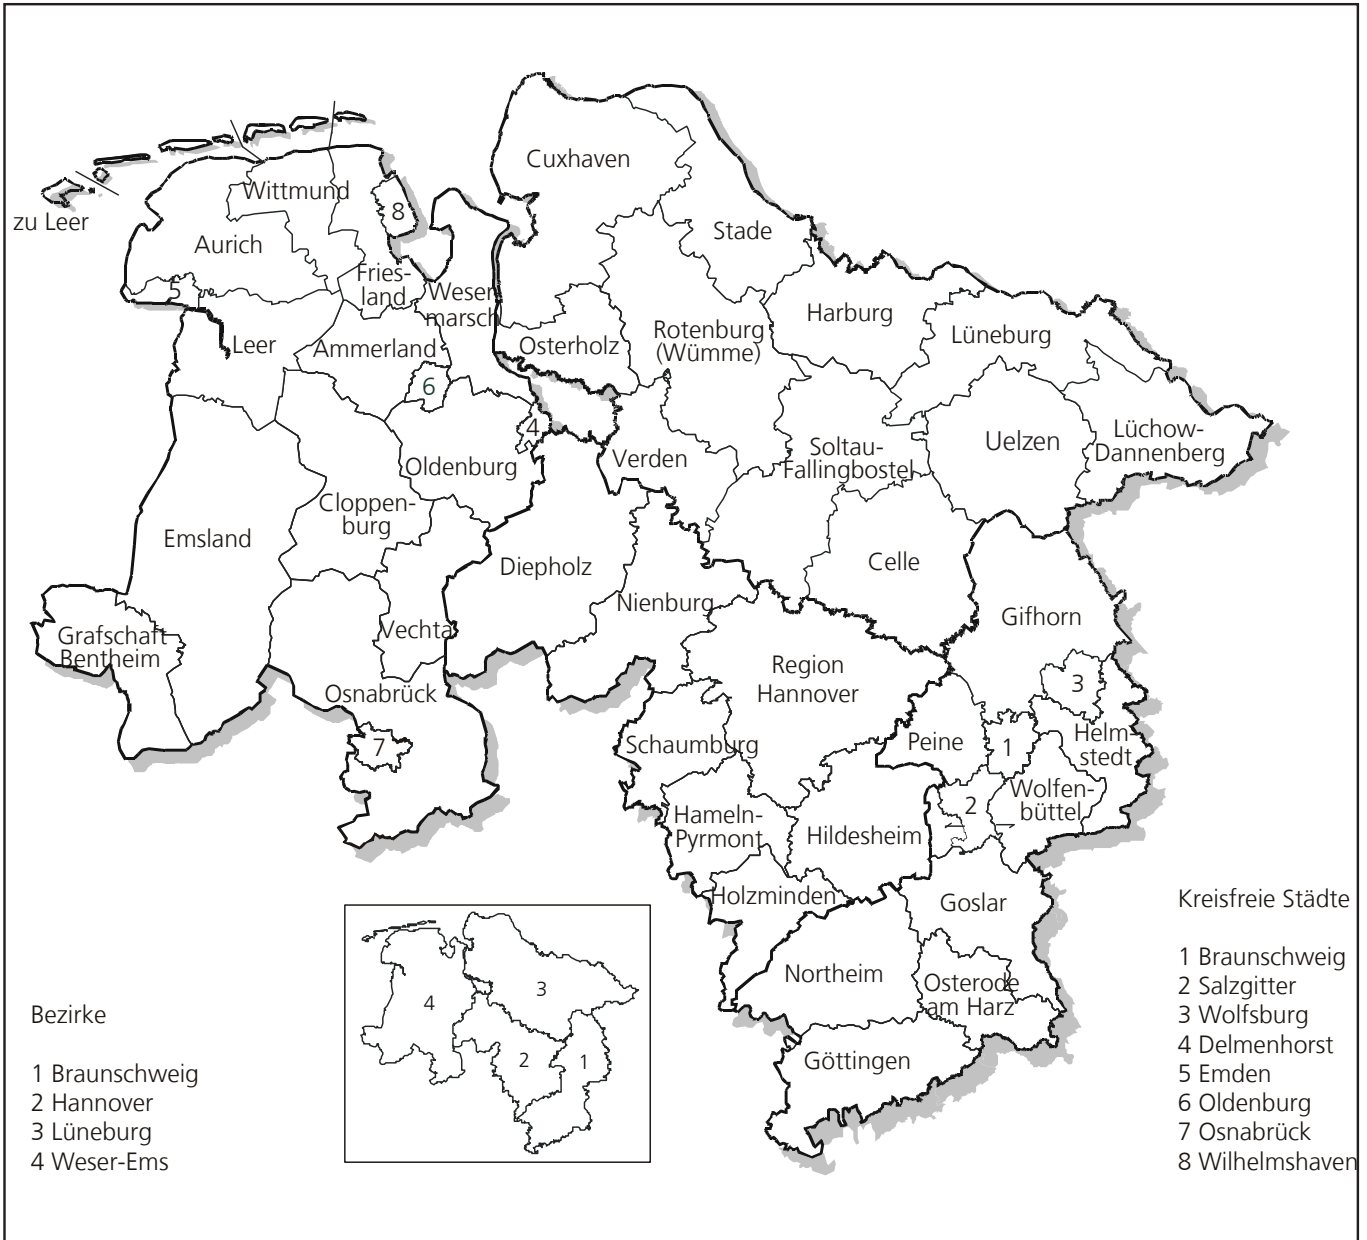 Cuxhaven
Wittmund
8
zu Leer
Stade
Aurich
Fries-
land
5
Weser-
marsch
Harburg
Rotenburg
(Wümme)
Lüneburg
Leer
Ammerland
Osterholz
6
4
Lüchow-
Dannenberg
Uelzen
Soltau-
Fallingbostel
Verden
Oldenburg
Cloppen-
burg
Emsland
Diepholz
Celle
Nienburg
Gifhorn
Vechta
Grafschaft
Bentheim
Region
Hannover
3
Osnabrück
7
Schaumburg
Peine
1
Helm-
stedt
Wolfen-
büttel
2
Hameln-
Pyrmont
Hildesheim
Holzminden
Goslar
Northeim
Osterode
am Harz
Göttingen
4
3
2
1
Bezirke
1 Braunschweig
2 Hannover
3 Lüneburg
4 Weser-Ems
Kreisfreie Städte
1 Braunschweig
2 Salzgitter
3 Wolfsburg
4 Delmenhorst
5 Emden
6 Oldenburg
7 Osnabrück
8 Wilhelmshaven